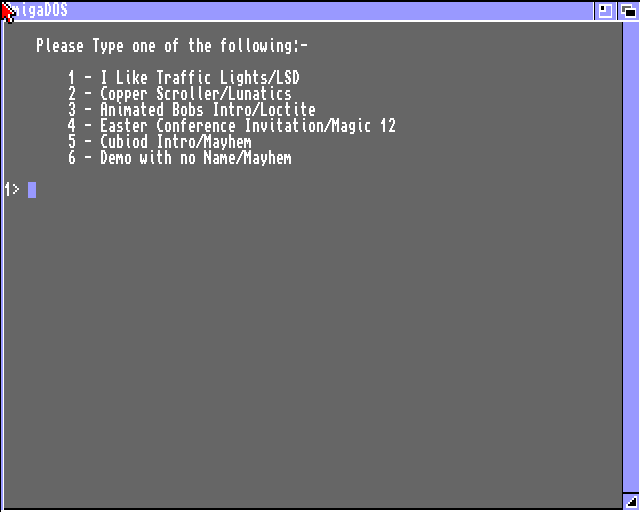 migaDOS
Please Type one of the following:-
1 - I Like Traffic Lights/LSD
2 - Copper Scroller/Lunatics
3 - Animated Bobs Intro/Loctite
4 - Easter Conference Invitation/Magic 12
5 - Cubiod Intro/Mayhem
6 - Demo with no Name/Mayhem
1>